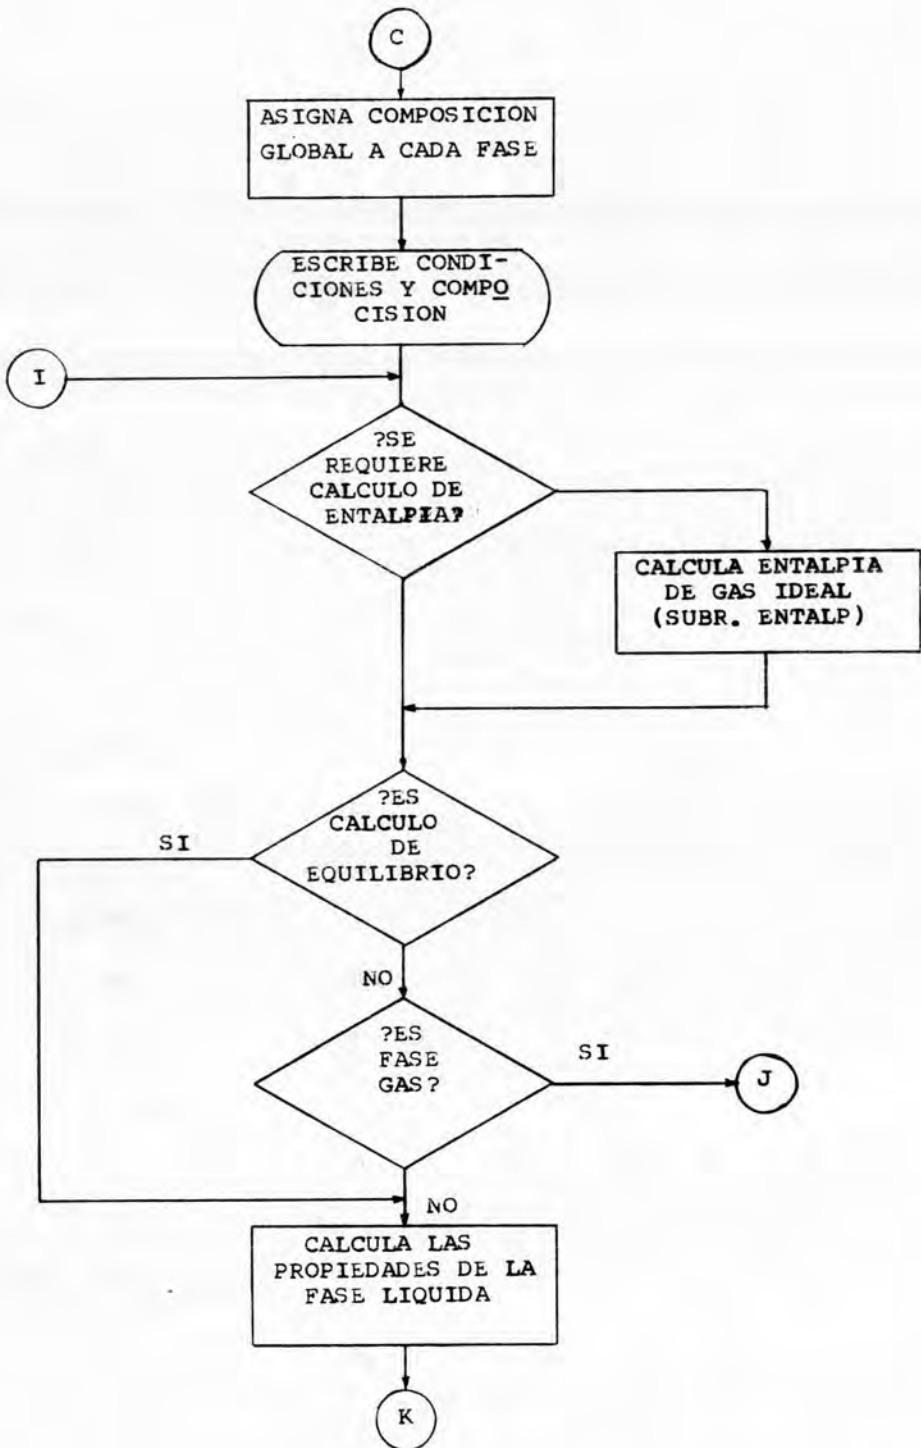 C
ASIGNA COMPOSICION
GLOBAL A CADA FASE
ESCRIBE CONDI-
CIONES Y COMPO
CISION
I
?SE
REQUIERE
CALCULO DE
ENTALPIA?
CALCULA ENTALPIA
DE GAS IDEAL
(SUBR. ENTALP)
?ES
CALCULO
DE
EQUILIBRIO?
SI
NO
?ES
FASE
GAS?
SI
J
NO
CALCULA LAS
PROPIEDADES DE LA
FASE LIQUIDA
K